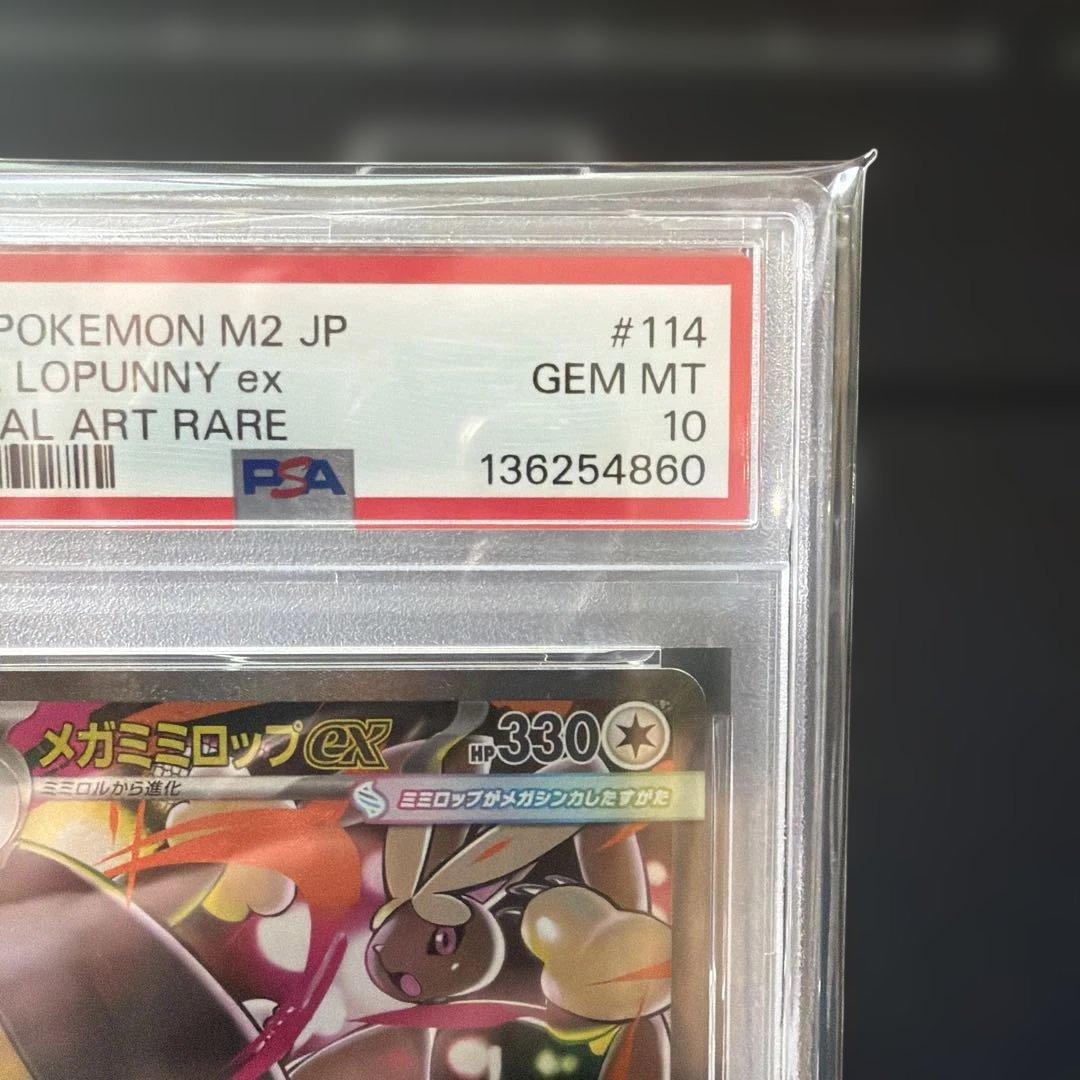 POKEMON M2 JP #114
LOPUNNY ex GEM MT
AL ART RARE 10
PSA 136254860
メガミミロップex HP330
ミミロルから進化
ミミロップがメガシンカしたすがた